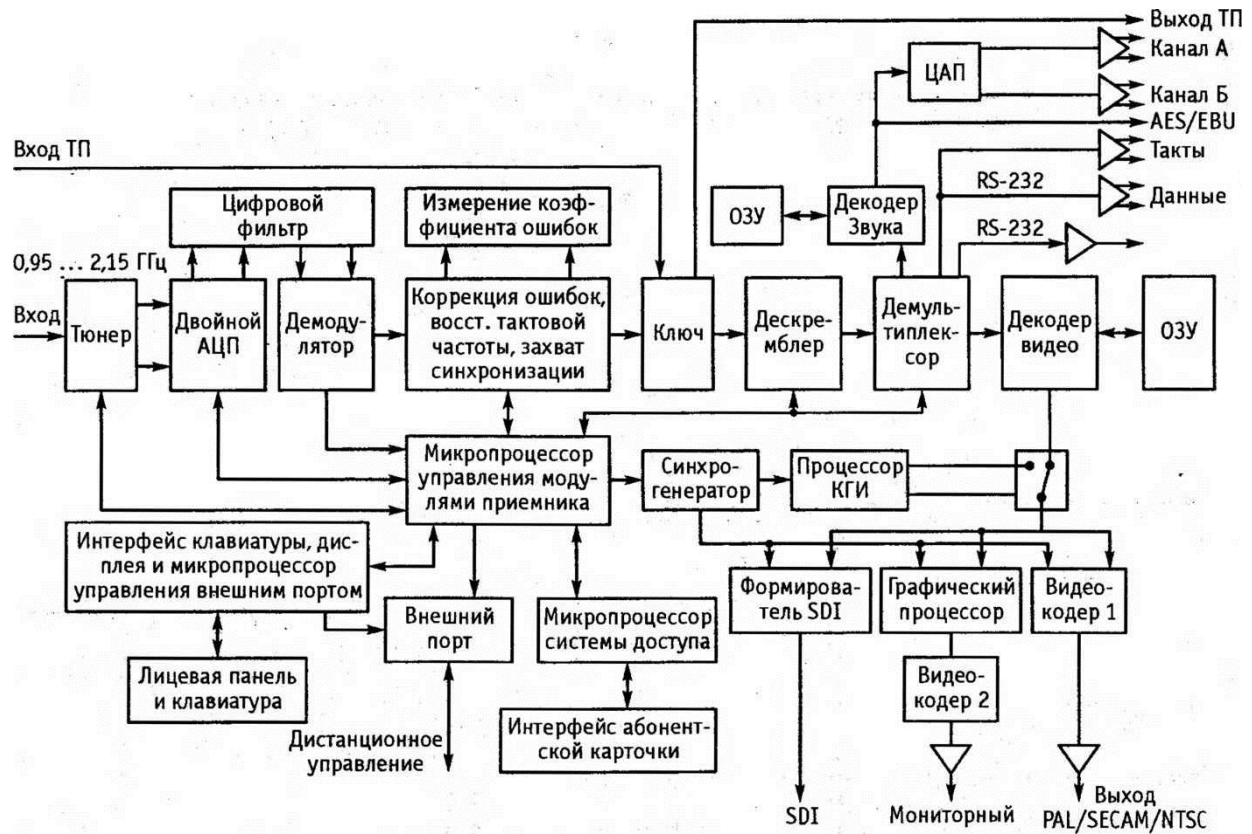 Выход ТП
Канал А
ЦАП
Канал Б
AES/EBU
Вход ТП
Такты
RS-232
Цифровой
фильтр
Измерение коэф-
фициента ошибок
ОЗУ
Декодер
Звука
Данные
RS-232
0,95 ... 2,15 ГГц
Вход
Тюнер
Двойной
АЦП
Демоду-
лятор
Коррекция ошибок,
восст. тактовой
частоты, захват
синхронизации
Ключ
Дескре-
мблер
Демуль-
типлек-
сор
Декодер
видео
ОЗУ
Микропроцессор
управления моду-
лями приемника
Синхро-
генератор
Процессор
КГИ
Интерфейс клавиатуры, дис-
плея и микропроцессор
управления внешним портом
Внешний
порт
Микропроцессор
системы доступа
Формирова-
тель SDI
Графический
процессор
Видео-
кодер 1
Лицевая панель
и клавиатура
Видео-
кодер 2
Дистанционное
управление
Интерфейс абонент-
ской карточки
SDI
Мониторный
Выход
PAL/SECAM/NTSC